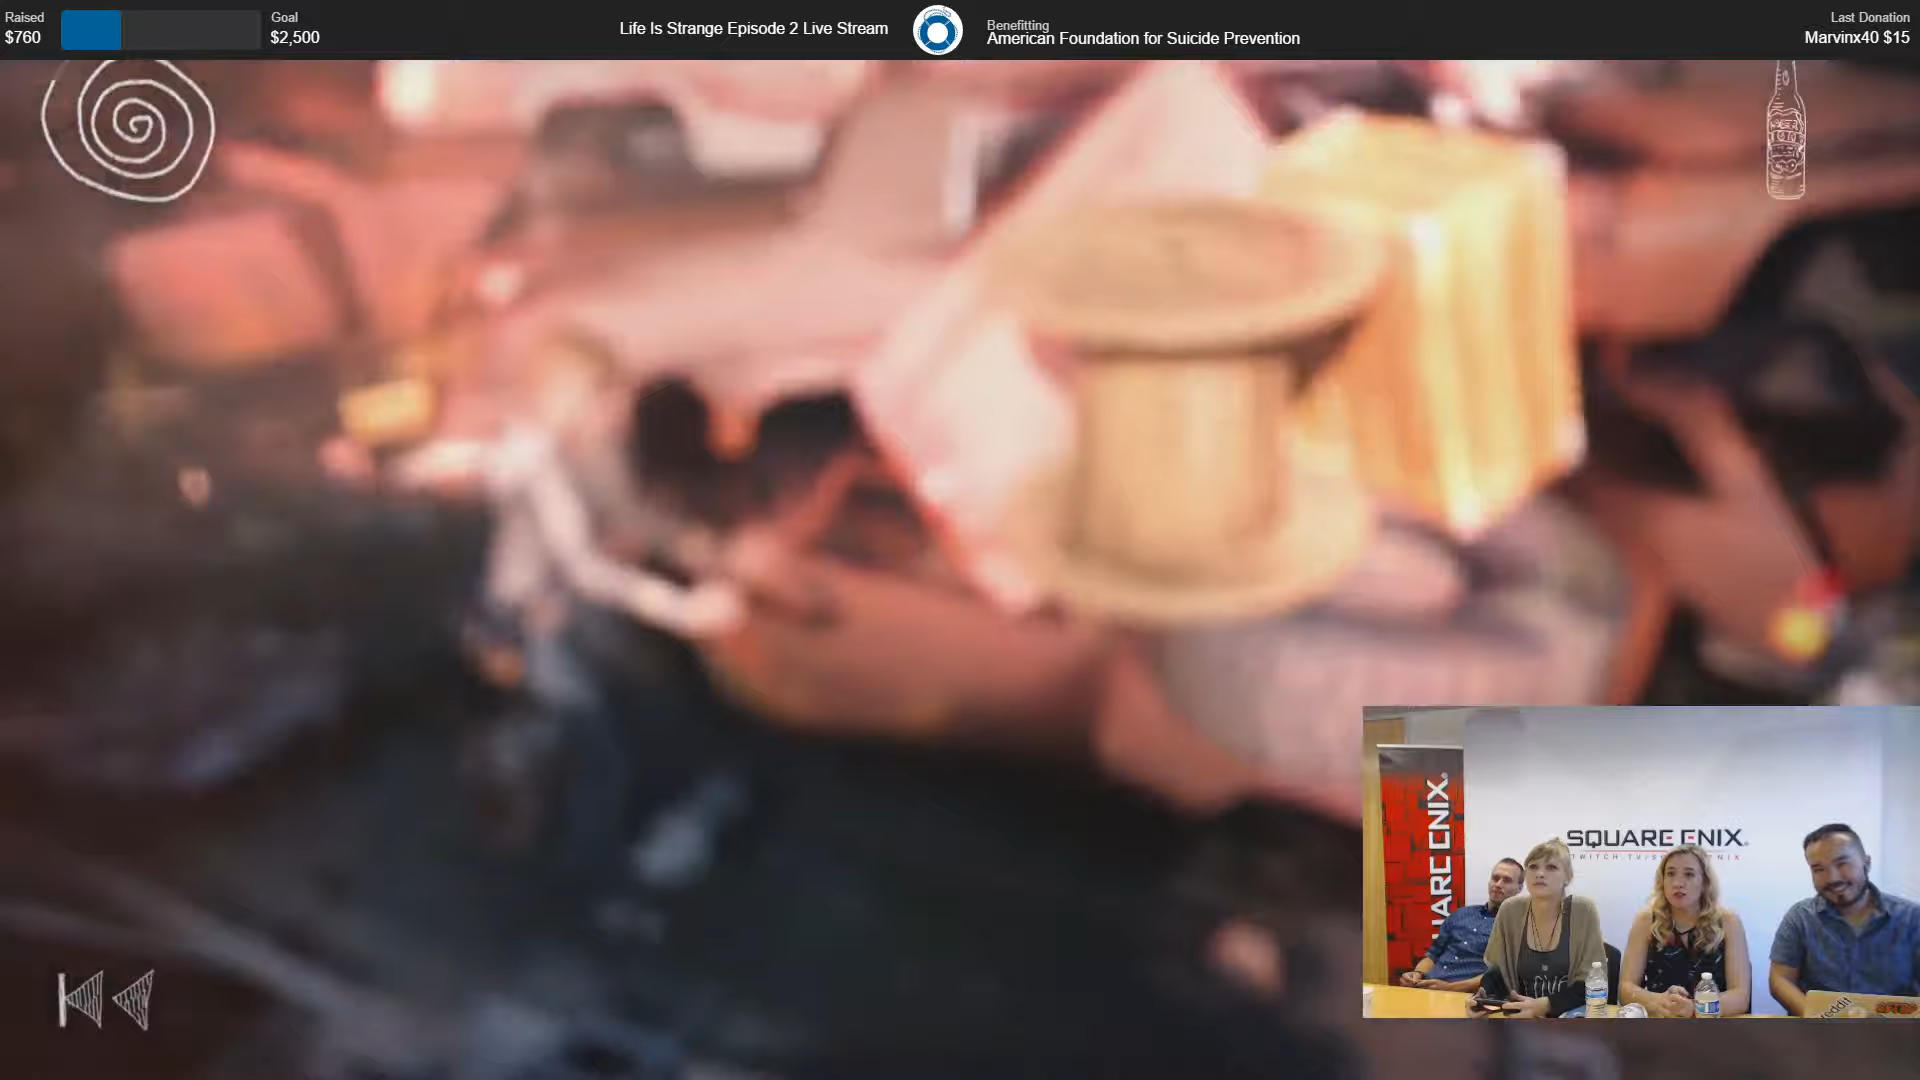 Raised
$760
Goal
$2,500
Life Is Strange Episode 2 Live Stream
Benefitting
American Foundation for Suicide Prevention
Last Donation
Marvinx40 $15
SQUARE ENIX
reddit